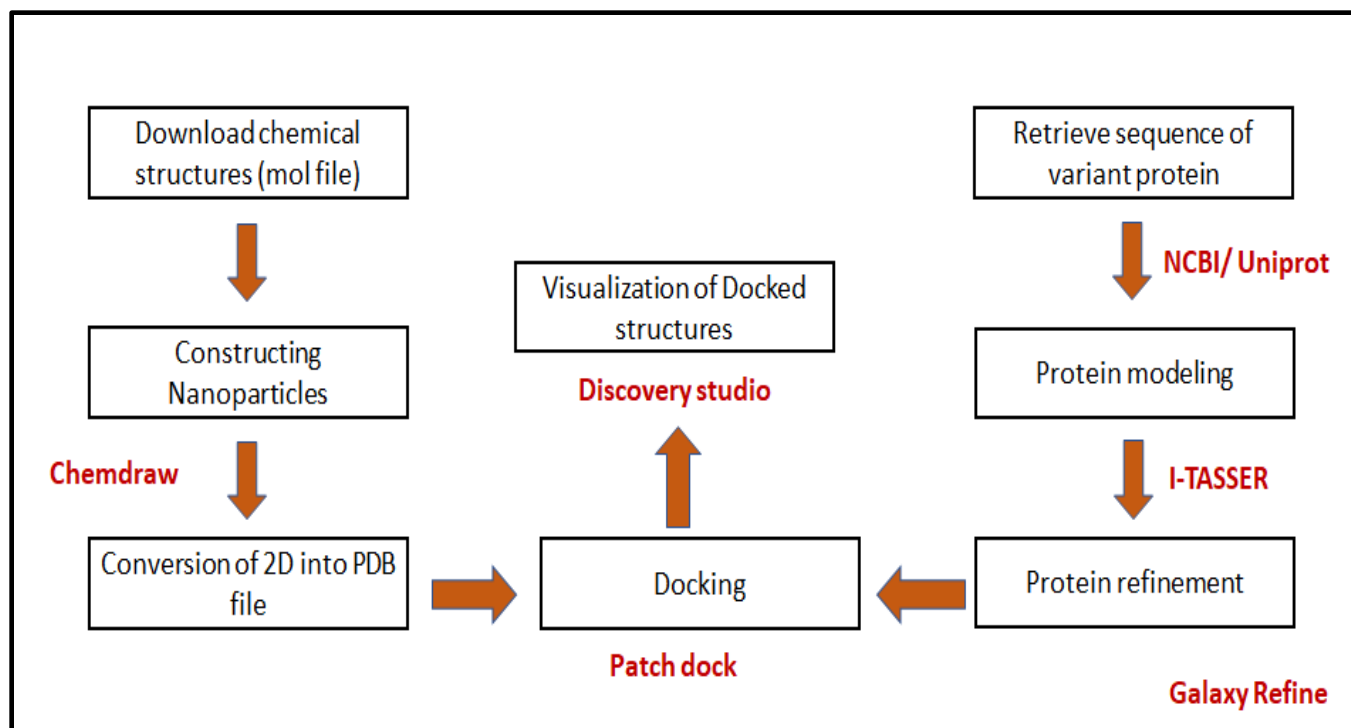 Download chemical
structures (mol file)
Constructing
Nanoparticles
Chemdraw
Conversion of 2D into PDB
file
Visualization of Docked
structures
Discovery studio
Docking
Patch dock
Retrieve sequence of
variant protein
NCBI/ Uniprot
Protein modeling
I-TASSER
Protein refinement
Galaxy Refine